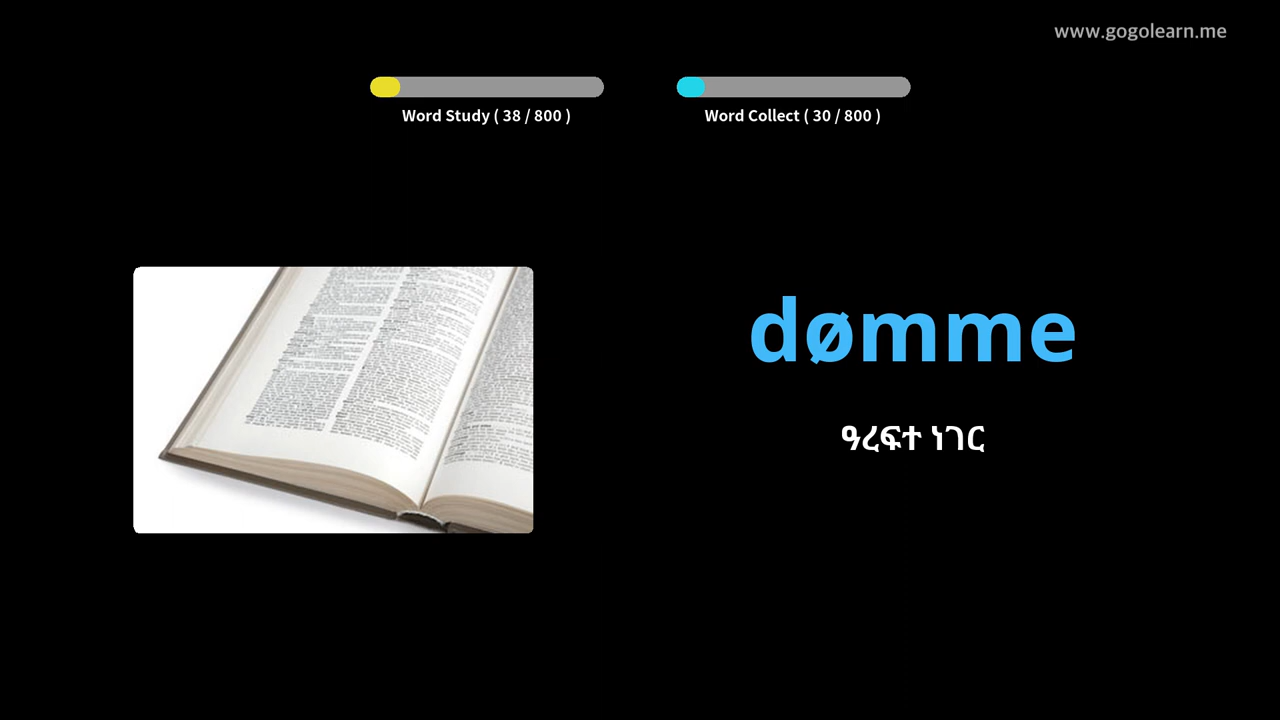 www.gogolearn.me
Word Study ( 38 / 800 )
Word Collect ( 30 / 800 )
dømme
ዓረፍተ ነገር